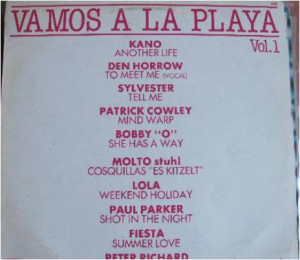 VAMOS A LA PLAYA
Vol.1
KANO
ANOTHER LIFE
DEN HORROW
TO MEET ME (VOCAL)
SYLVESTER
TELL ME
PATRICK COWLEY
MIND WARP
BOBBY "O"
SHE HAS A WAY
MOLTO stuhl
COSQUILLAS "ES KITZELT"
LOLA
WEEKEND HOLIDAY
PAUL PARKER
SHOT IN THE NIGHT
FIESTA
SUMMER LOVE
PETER RICHARD